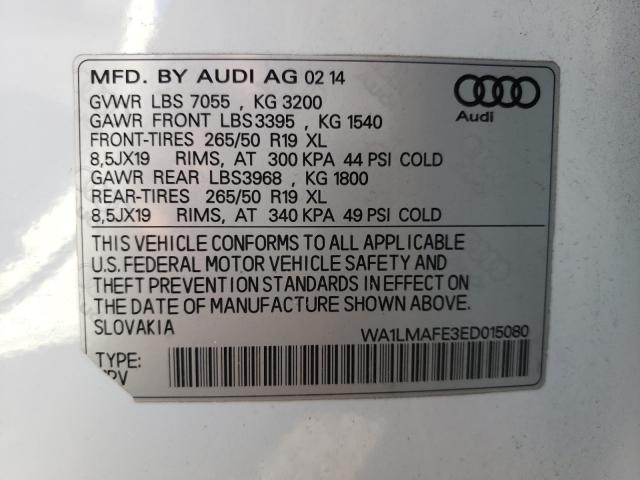 MFD. BY AUDI AG 02 14
GVWR LBS 7055 , KG 3200
GAWR FRONT LBS3395 , KG 1540
FRONT-TIRES 265/50 R19 XL
8,5JX19 RIMS, AT 300 KPA 44 PSI COLD
GAWR REAR LBS3968 , KG 1800
REAR-TIRES 265/50 R19 XL
8,5JX19 RIMS, AT 340 KPA 49 PSI COLD
Audi
THIS VEHICLE CONFORMS TO ALL APPLICABLE
U.S. FEDERAL MOTOR VEHICLE SAFETY AND
THEFT PREVENTION STANDARDS IN EFFECT ON
THE DATE OF MANUFACTURE SHOWN ABOVE.
SLOVAKIA WA1LMAFE3ED015080
TYPE: